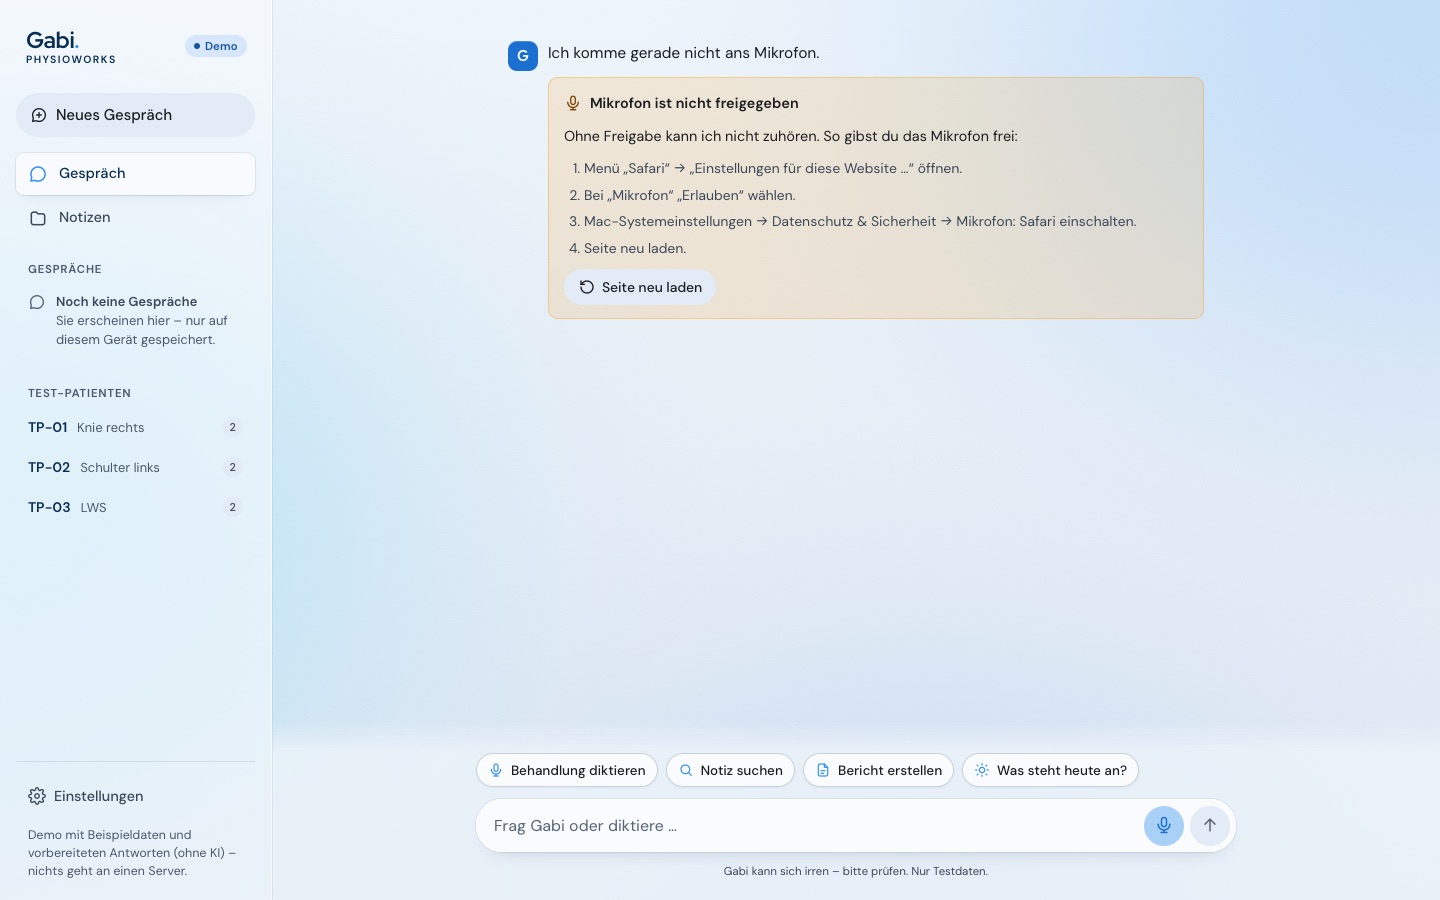 Gabi.
PHYSIOWORKS
Demo
Neues Gespräch
Gespräch
Notizen
GESPRÄCHE
Noch keine Gespräche
Sie erscheinen hier – nur auf
diesem Gerät gespeichert.
TEST-PATIENTEN
TP-01 Knie rechts 2
TP-02 Schulter links 2
TP-03 LWS 2
Einstellungen
Demo mit Beispieldaten und
vorbereiteten Antworten (ohne KI) –
nichts geht an einen Server.
G
Ich komme gerade nicht ans Mikrofon.
Mikrofon ist nicht freigegeben
Ohne Freigabe kann ich nicht zuhören. So gibst du das Mikrofon frei:
1. Menü „Safari“ → „Einstellungen für diese Website …“ öffnen.
2. Bei „Mikrofon“ „Erlauben“ wählen.
3. Mac-Systemeinstellungen → Datenschutz & Sicherheit → Mikrofon: Safari einschalten.
4. Seite neu laden.
Seite neu laden
Behandlung diktieren
Notiz suchen
Bericht erstellen
Was steht heute an?
Frag Gabi oder diktiere …
Gabi kann sich irren – bitte prüfen. Nur Testdaten.